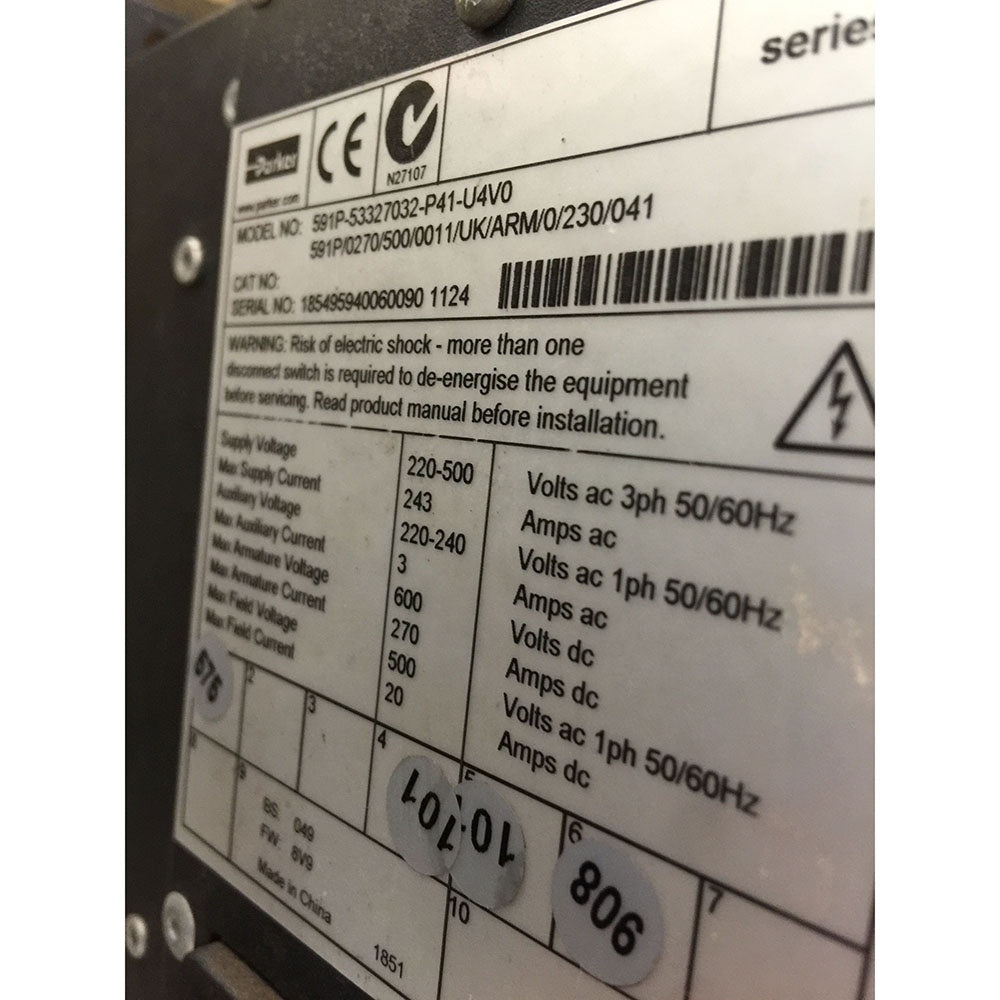 series
Parker
www.parker.com
CE
N27107
MODEL NO: 591P-53327032-P41-U4V0
591P/0270/500/0011/UK/ARM/0/230/041
CAT NO:
SERIAL NO: 185495940060090 1124
WARNING: Risk of electric shock - more than one
disconnect switch is required to de-energise the equipment
before servicing. Read product manual before installation.
Supply Voltage 220-500 Volts ac 3ph 50/60Hz
Max Supply Current 243 Amps ac
Auxiliary Voltage 220-240 Volts ac 1ph 50/60Hz
Max Auxiliary Current 3 Amps ac
Max Armature Voltage 600 Volts dc
Max Armature Current 270 Amps dc
Max Field Voltage 500 Volts ac 1ph 50/60Hz
Max Field Current 20 Amps dc
575
2
3
4
5
6
7
701
10
908
8
9
BS: 049
FW: 8V9
Made in China
1851
10